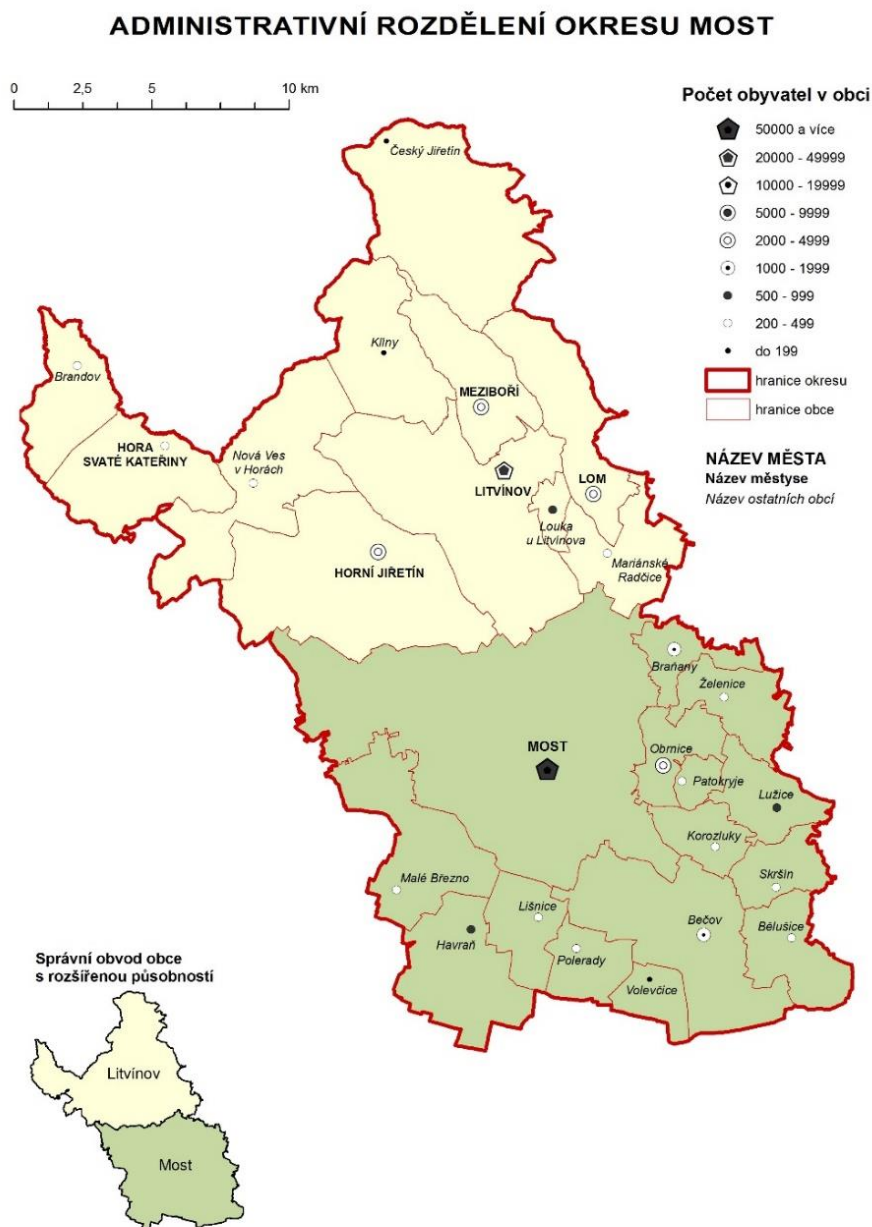 ADMINISTRATIVNÍ ROZDĚLENÍ OKRESU MOST
0 2,5 5 10 km
Počet obyvatel v obci
50000 a více
20000 - 49999
10000 - 19999
5000 - 9999
2000 - 4999
1000 - 1999
500 - 999
200 - 499
do 199
hranice okresu
hranice obce
NÁZEV MĚSTA
Název městyse
Název ostatních obcí
Český Jiřetín
Klíny
Brandov
MEZIBOŘÍ
HORA
SVATÉ KATEŘINY
Nová Ves
v Horách
LITVÍNOV
LOM
Louka
u Litvínova
Mariánské
Radčice
HORNÍ JIŘETÍN
Braňany
Želenice
MOST
Obrnice
Patokryje
Lužice
Korozluky
Skršín
Malé Březno
Lišnice
Havraň
Polerady
Bečov
Bělušice
Volevčice
Správní obvod obce
s rozšířenou působností
Litvínov
Most